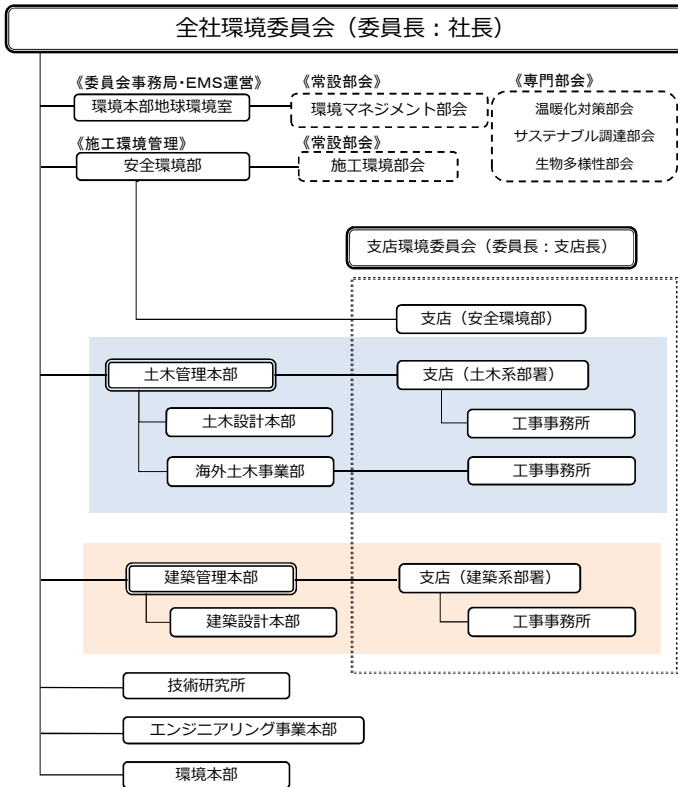 全社環境委員会（委員長：社長）
《委員会事務局・EMS運営》
《常設部会》
《専門部会》
環境本部地球環境室
環境マネジメント部会
温暖化対策部会
サステナブル調達部会
生物多様性部会
《施工環境管理》
《常設部会》
安全環境部
施工環境部会
支店環境委員会（委員長：支店長）
支店（安全環境部）
土木管理本部
支店（土木系部署）
土木設計本部
工事事務所
海外土木事業部
工事事務所
建築管理本部
支店（建築系部署）
建築設計本部
工事事務所
技術研究所
エンジニアリング事業本部
環境本部